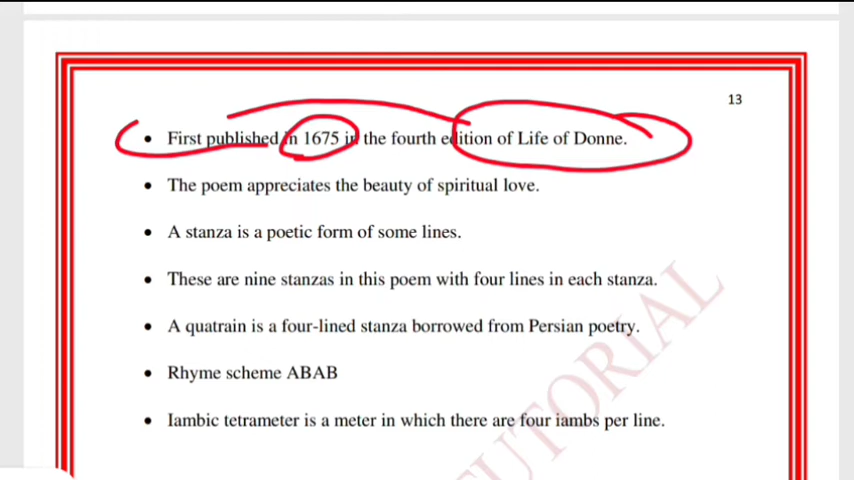 13
• First published in 1675 in the fourth edition of Life of Donne.
• The poem appreciates the beauty of spiritual love.
• A stanza is a poetic form of some lines.
• These are nine stanzas in this poem with four lines in each stanza.
• A quatrain is a four-lined stanza borrowed from Persian poetry.
• Rhyme scheme ABAB
• Iambic tetrameter is a meter in which there are four iambs per line.
TUTORIAL